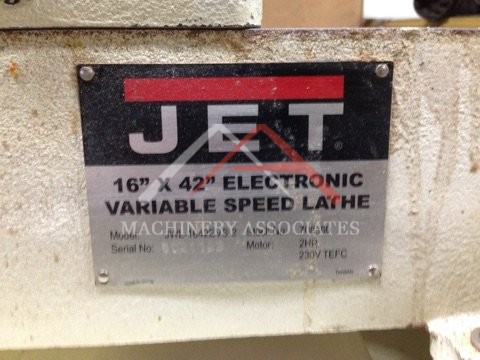 JET
16" X 42" ELECTRONIC
VARIABLE SPEED LATHE
MACHINERY ASSOCIATES
Model:
Serial No:
Motor: 2HP
230V TEFC